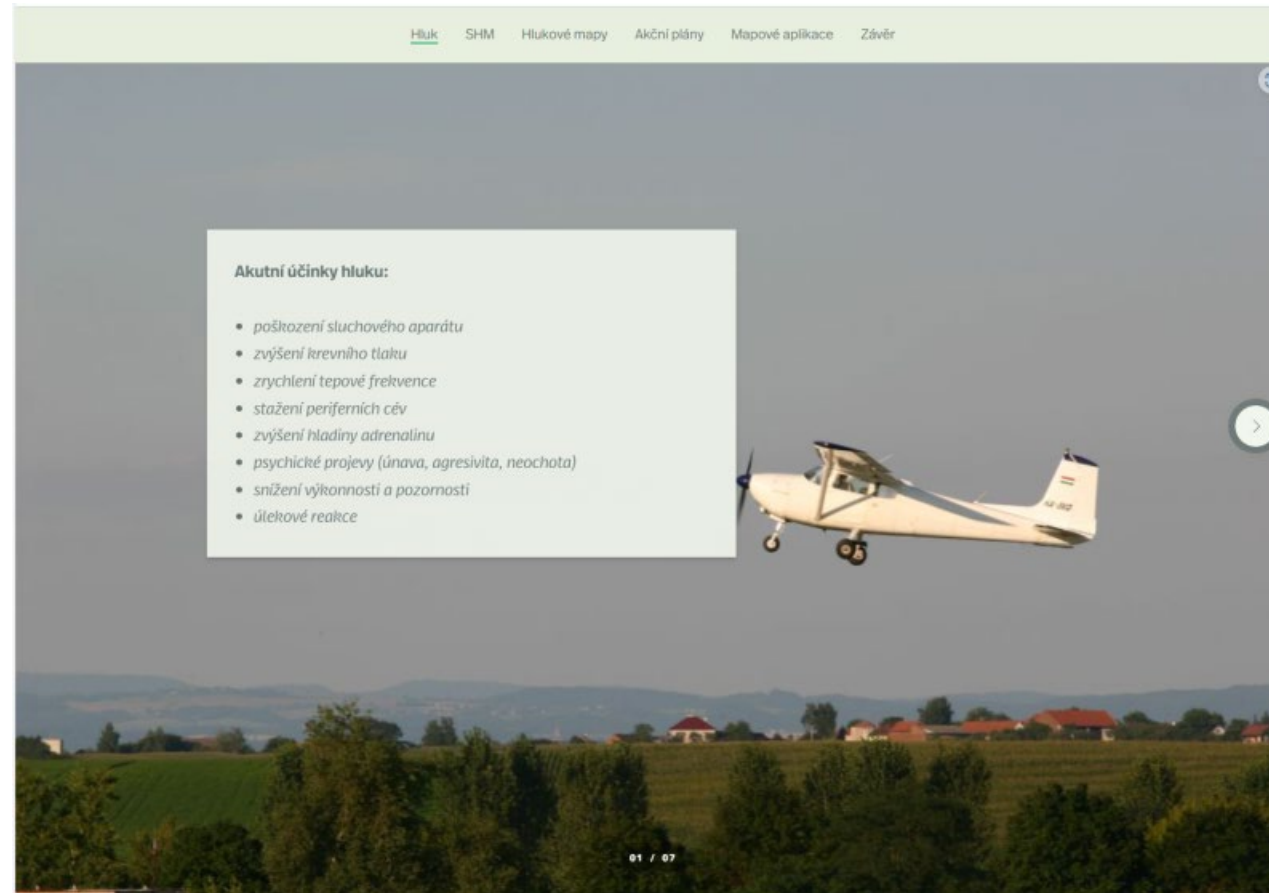 Hluk SHM Hlukové mapy Akční plány Mapové aplikace Závěr
Akutní účinky hluku:
• poškození sluchového aparátu
• zvýšení krevního tlaku
• zrychlení tepové frekvence
• stažení periferních cév
• zvýšení hladiny adrenalinu
• psychické projevy (únava, agresivita, neochota)
• snížení výkonnosti a pozornosti
• úlekové reakce
01 / 07